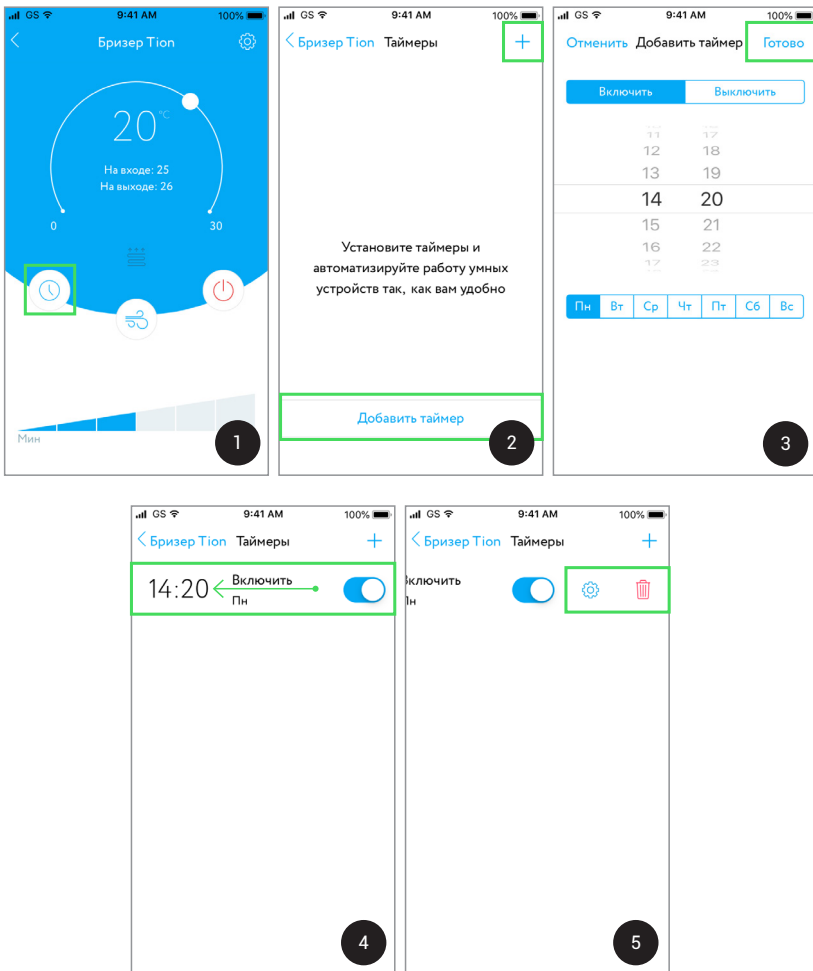 GS 9:41 AM 100%
Бризер Tion
20 °C
На входе: 25
На выходе: 26
0 30
Мин
1
GS 9:41 AM 100%
Бризер Tion Таймеры +
Установите таймеры и
автоматизируйте работу умных
устройств так, как вам удобно
Добавить таймер
2
GS 9:41 AM 100%
Отменить Добавить таймер Готово
Включить Выключить
11 17
12 18
13 19
14 20
15 21
16 22
17 23
Пн Вт Ср Чт Пт Сб Вс
3
GS 9:41 AM 100%
Бризер Tion Таймеры +
14:20 Включить
Пн
4
GS 9:41 AM 100%
Бризер Tion Таймеры +
Включить
Пн
5